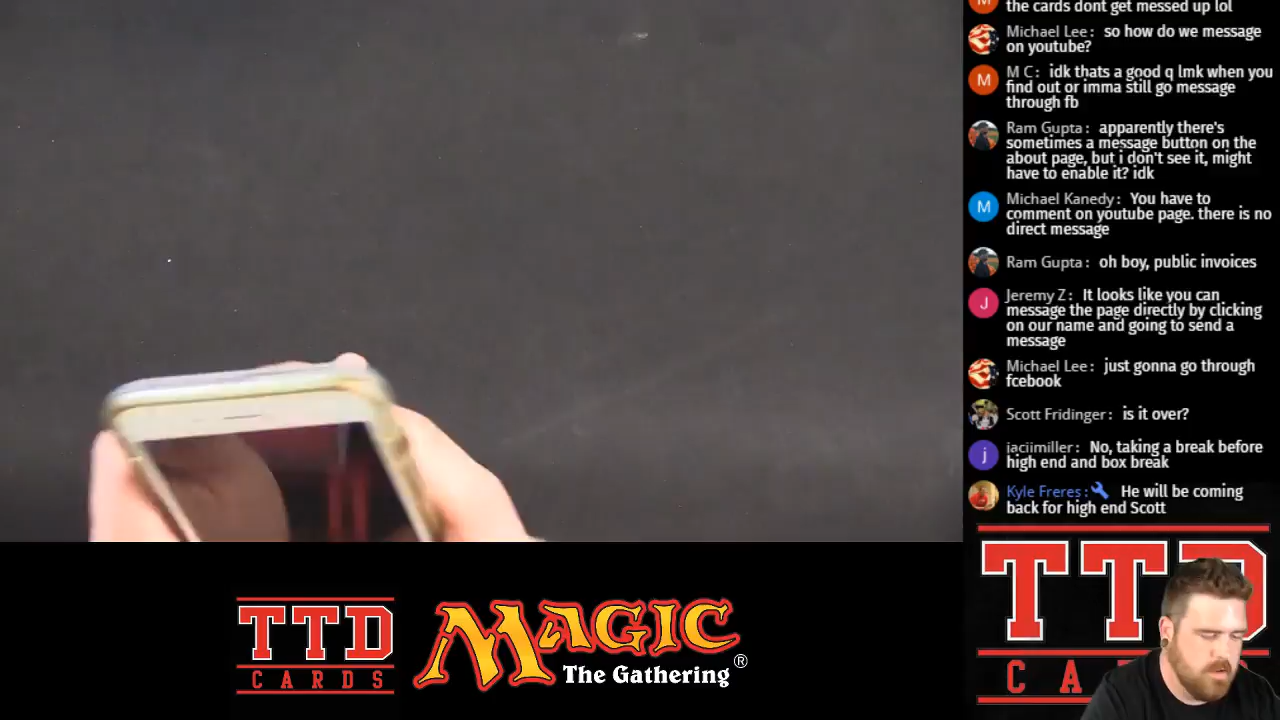 the cards dont get messed up lol
Michael Lee: so how do we message
on youtube?
M
M C: idk thats a good q lmk when you
find out or imma still go message
through fb
Ram Gupta: apparently there's
sometimes a message button on the
about page, but i don't see it, might
have to enable it? idk
M
Michael Kanedy: You have to
comment on youtube page. there is no
direct message
Ram Gupta: oh boy, public invoices
J
Jeremy Z: It looks like you can
message the page directly by clicking
on our name and going to send a
message
Michael Lee: just gonna go through
fcebook
Scott Fridinger: is it over?
j
jaciimiller: No, taking a break before
high end and box break
Kyle Freres: He will be coming
back for high end Scott
TTD
CA
TTD
CARDS
MAGIC
The Gathering®